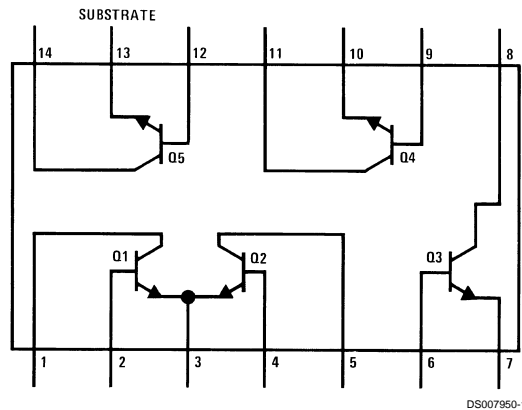 SUBSTRATE
14 13 12 11 10 9 8
Q5 Q4
Q1 Q2 Q3
1 2 3 4 5 6 7
DS007950-